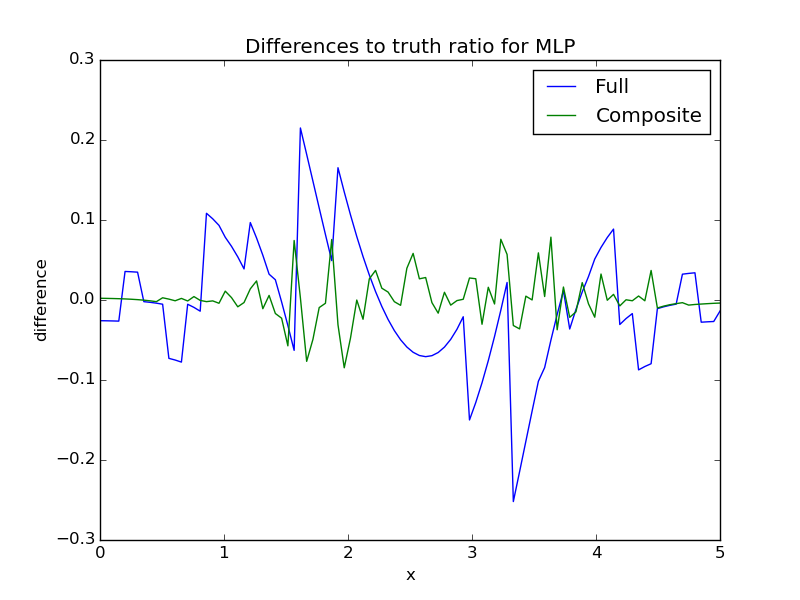 Differences to truth ratio for MLP
Full
Composite
0.3
0.2
0.1
0.0
−0.1
−0.2
−0.3
difference
0 1 2 3 4 5
x